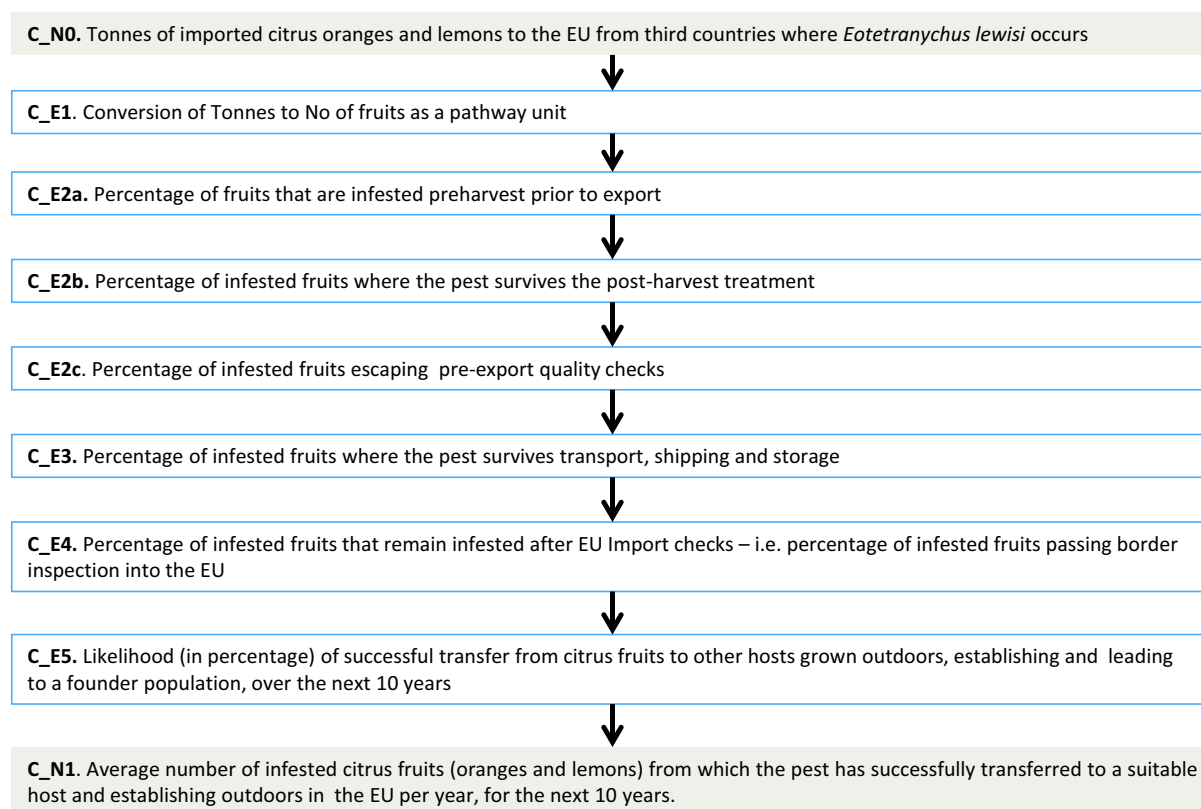 C_N0. Tonnes of imported citrus oranges and lemons to the EU from third countries where Eotetranychus lewisi occurs
C_E1. Conversion of Tonnes to No of fruits as a pathway unit
C_E2a. Percentage of fruits that are infested preharvest prior to export
C_E2b. Percentage of infested fruits where the pest survives the post-harvest treatment
C_E2c. Percentage of infested fruits escaping pre-export quality checks
C_E3. Percentage of infested fruits where the pest survives transport, shipping and storage
C_E4. Percentage of infested fruits that remain infested after EU Import checks – i.e. percentage of infested fruits passing border
inspection into the EU
C_E5. Likelihood (in percentage) of successful transfer from citrus fruits to other hosts grown outdoors, establishing and leading
to a founder population, over the next 10 years
C_N1. Average number of infested citrus fruits (oranges and lemons) from which the pest has successfully transferred to a suitable
host and establishing outdoors in the EU per year, for the next 10 years.